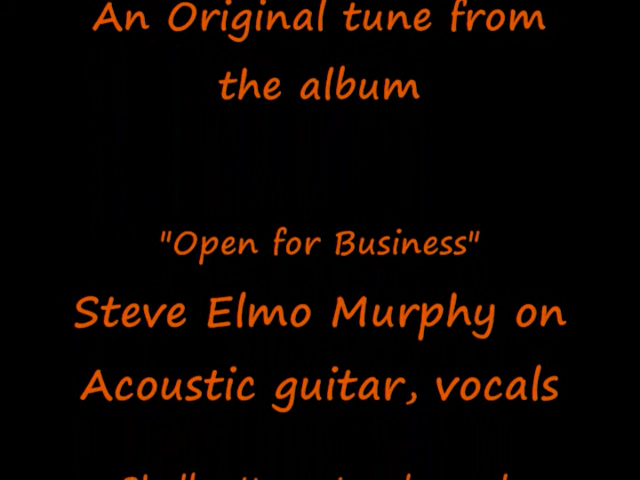 An Original tune from
the album
"Open for Business"
Steve Elmo Murphy on
Acoustic guitar, vocals